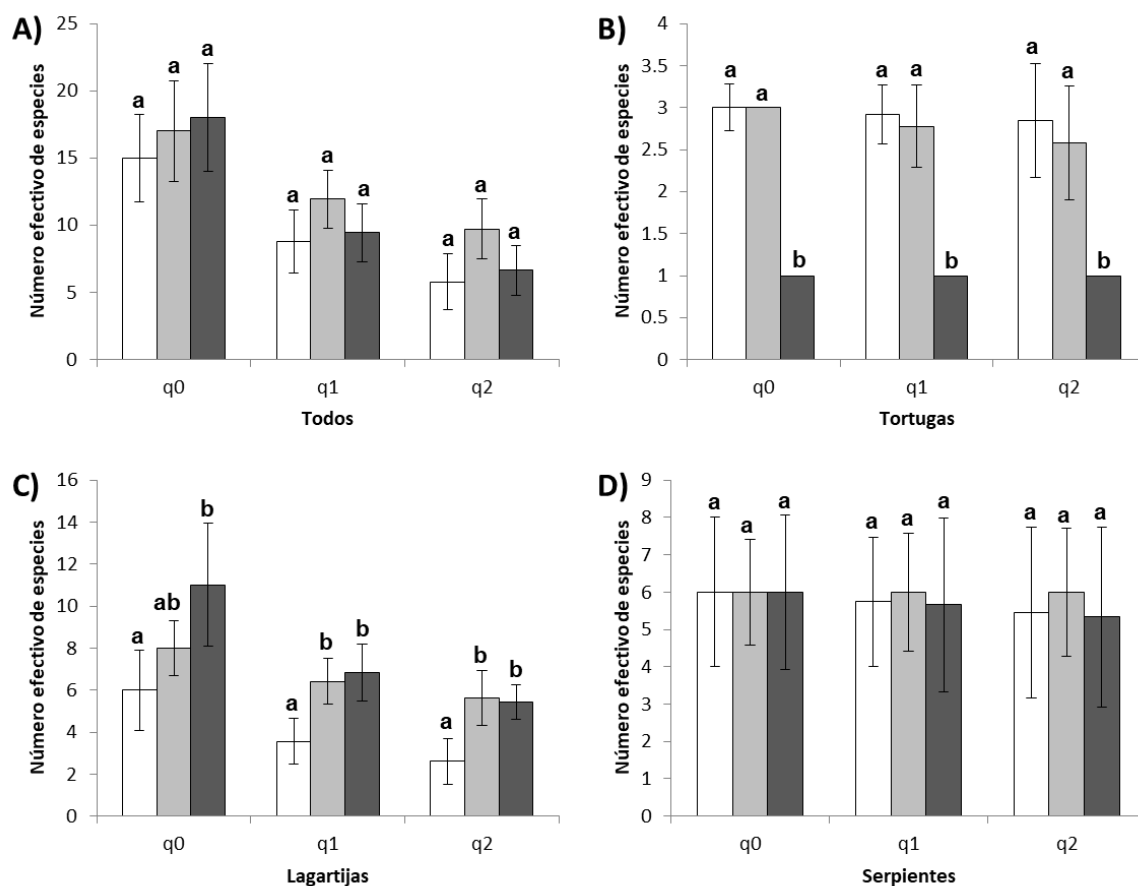 A)
Número efectivo de especies
25
20
15
10
5
0
a a a
a a a
a a a
q0 q1 q2
Todos
B)
Número efectivo de especies
4
3.5
3
2.5
2
1.5
1
0.5
0
a a b
a a b
a a b
q0 q1 q2
Tortugas
C)
Número efectivo de especies
16
14
12
10
8
6
4
2
0
a ab b
a b b
a b b
q0 q1 q2
Lagartijas
D)
Número efectivo de especies
9
8
7
6
5
4
3
2
1
0
a a a
a a a
a a a
q0 q1 q2
Serpientes